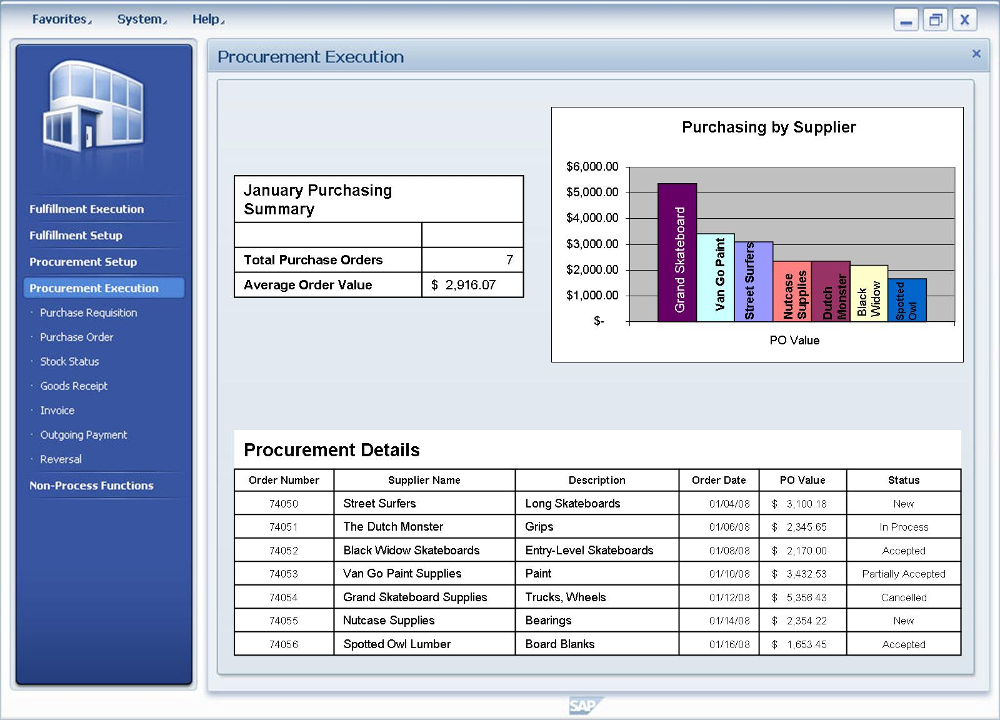 Favorites System Help
Procurement Execution
Fulfillment Execution
Fulfillment Setup
Procurement Setup
Procurement Execution
· Purchase Requisition
· Purchase Order
· Stock Status
· Goods Receipt
· Invoice
· Outgoing Payment
· Reversal
Non-Process Functions
January Purchasing
Summary
Total Purchase Orders 7
Average Order Value $ 2,916.07
Purchasing by Supplier
$6,000.00
$5,000.00
$4,000.00
$3,000.00
$2,000.00
$1,000.00
$-
Grand Skateboard
Van Go Paint
Street Surfers
Nutcase
Supplies
Dutch
Monster
Black
Widow
Spotted
Owl
PO Value
Procurement Details
Order Number Supplier Name Description Order Date PO Value Status
74050 Street Surfers Long Skateboards 01/04/08 $ 3,100.18 New
74051 The Dutch Monster Grips 01/06/08 $ 2,345.65 In Process
74052 Black Widow Skateboards Entry-Level Skateboards 01/08/08 $ 2,170.00 Accepted
74053 Van Go Paint Supplies Paint 01/10/08 $ 3,432.53 Partially Accepted
74054 Grand Skateboard Supplies Trucks, Wheels 01/12/08 $ 5,356.43 Cancelled
74055 Nutcase Supplies Bearings 01/14/08 $ 2,354.22 New
74056 Spotted Owl Lumber Board Blanks 01/16/08 $ 1,653.45 Accepted
SAP